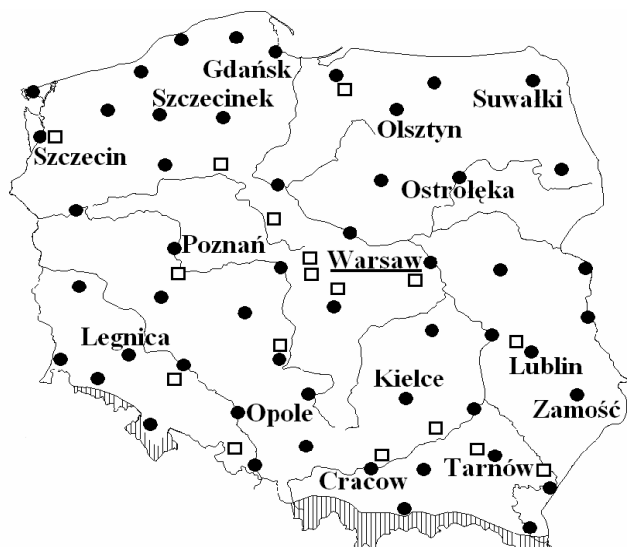 Gdańsk
Szczecinek
Suwałki
Olsztyn
Szczecin
Ostrołęka
Poznań
Warsaw
Legnica
Lublin
Kielce
Opole
Zamość
Tarnów
Cracow